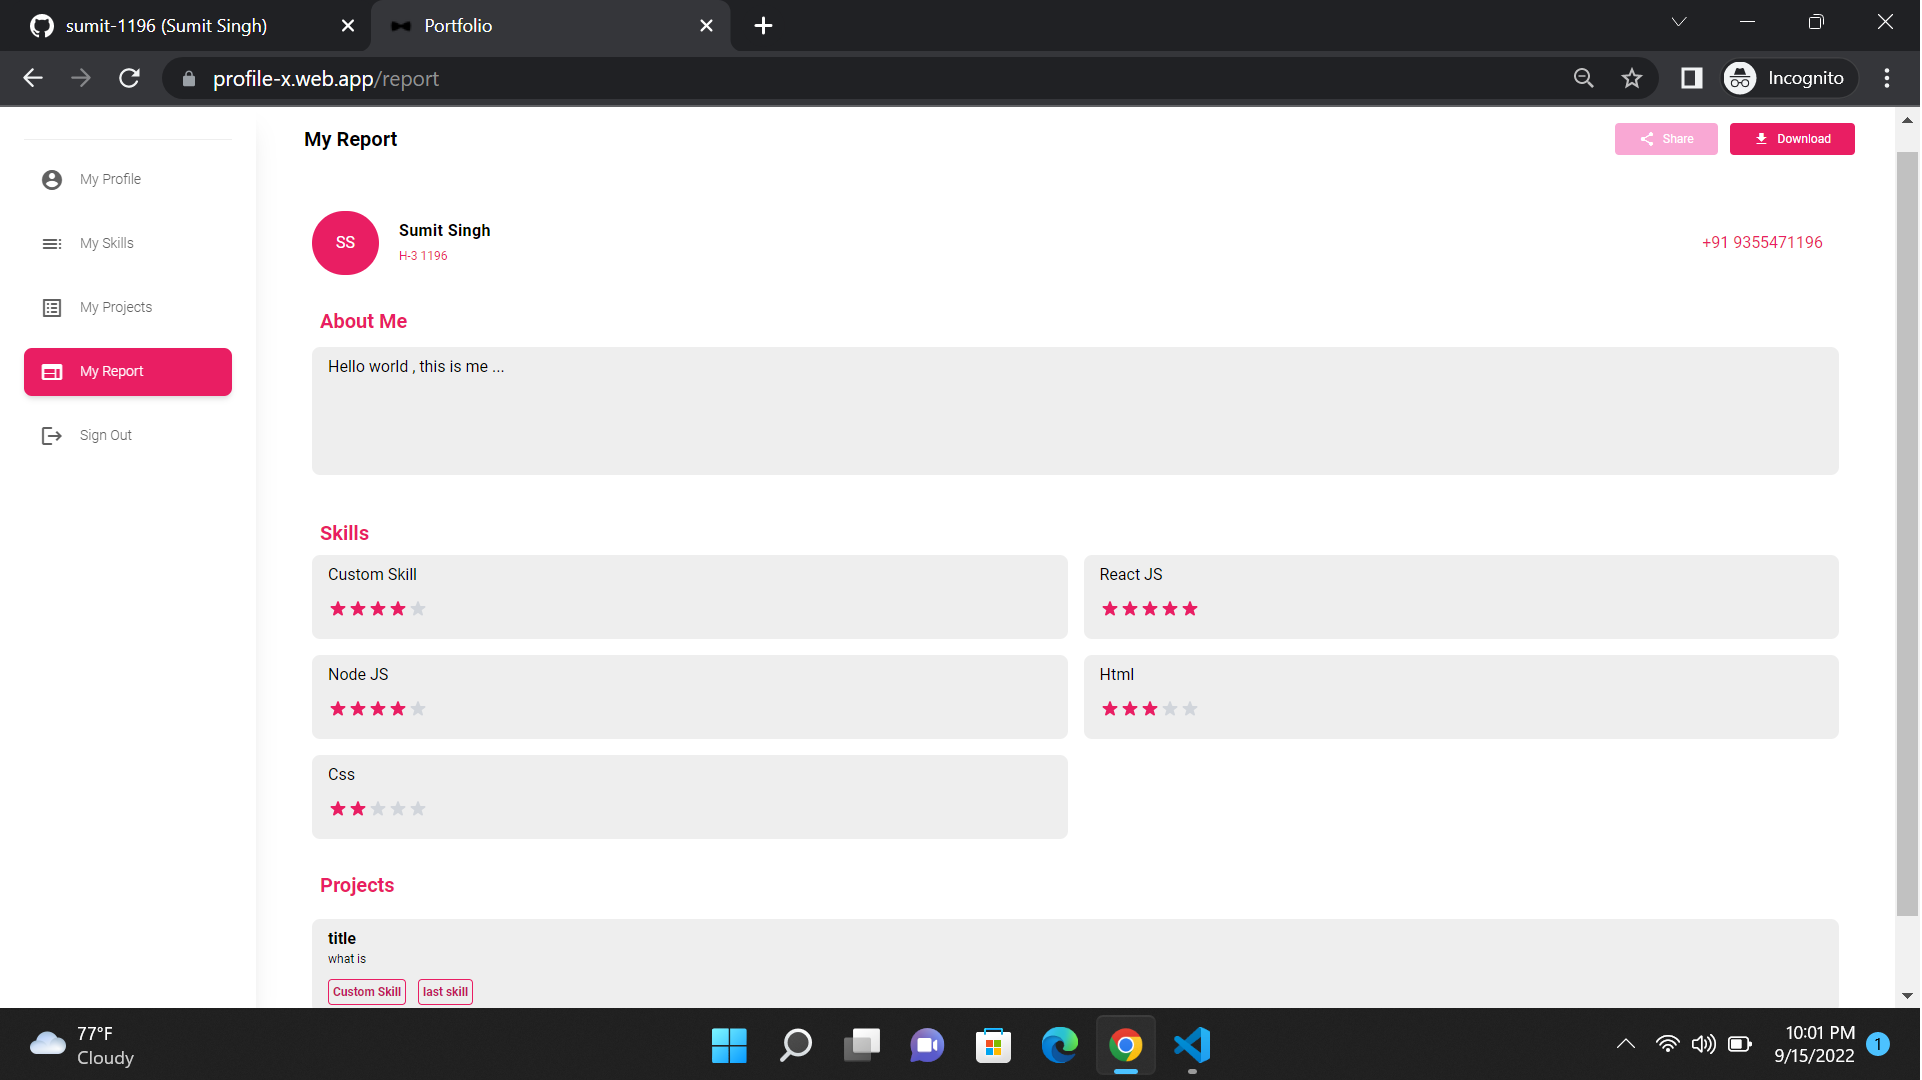 sumit-1196 (Sumit Singh)
Portfolio
profile-x.web.app/report
Incognito
My Report
Share
Download
My Profile
My Skills
My Projects
My Report
Sign Out
SS
Sumit Singh
H-3 1196
+91 9355471196
About Me
Hello world , this is me ...
Skills
Custom Skill
React JS
Node JS
Html
Css
Projects
title
what is
Custom Skill
last skill
77°F
Cloudy
10:01 PM
9/15/2022
1